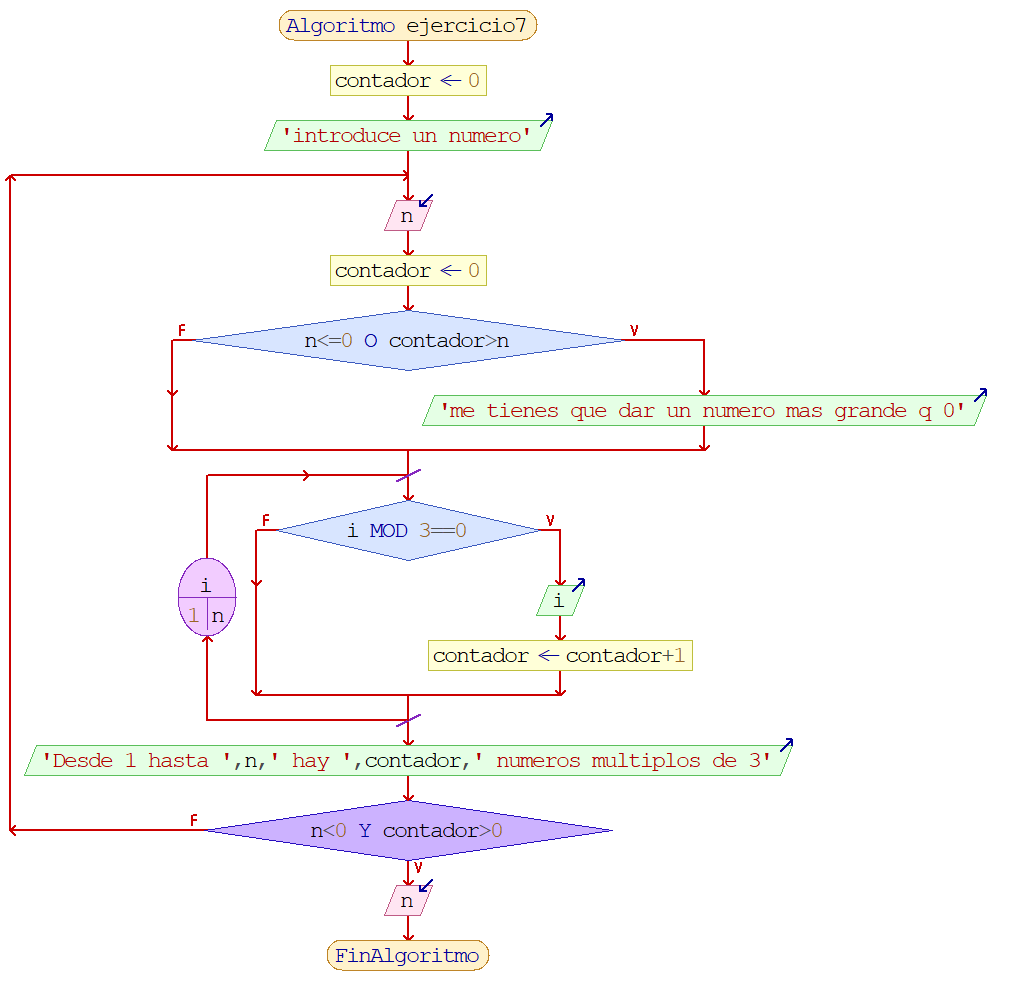 Algoritmo ejercicio7
contador ← 0
'introduce un numero'
n
contador ← 0
F
n<=0 O contador>n
V
'me tienes que dar un numero mas grande q 0'
F
i MOD 3==0
V
i
1 n
i
contador ← contador+1
'Desde 1 hasta ',n,' hay ',contador,' numeros multiplos de 3'
F
n<0 Y contador>0
V
n
FinAlgoritmo